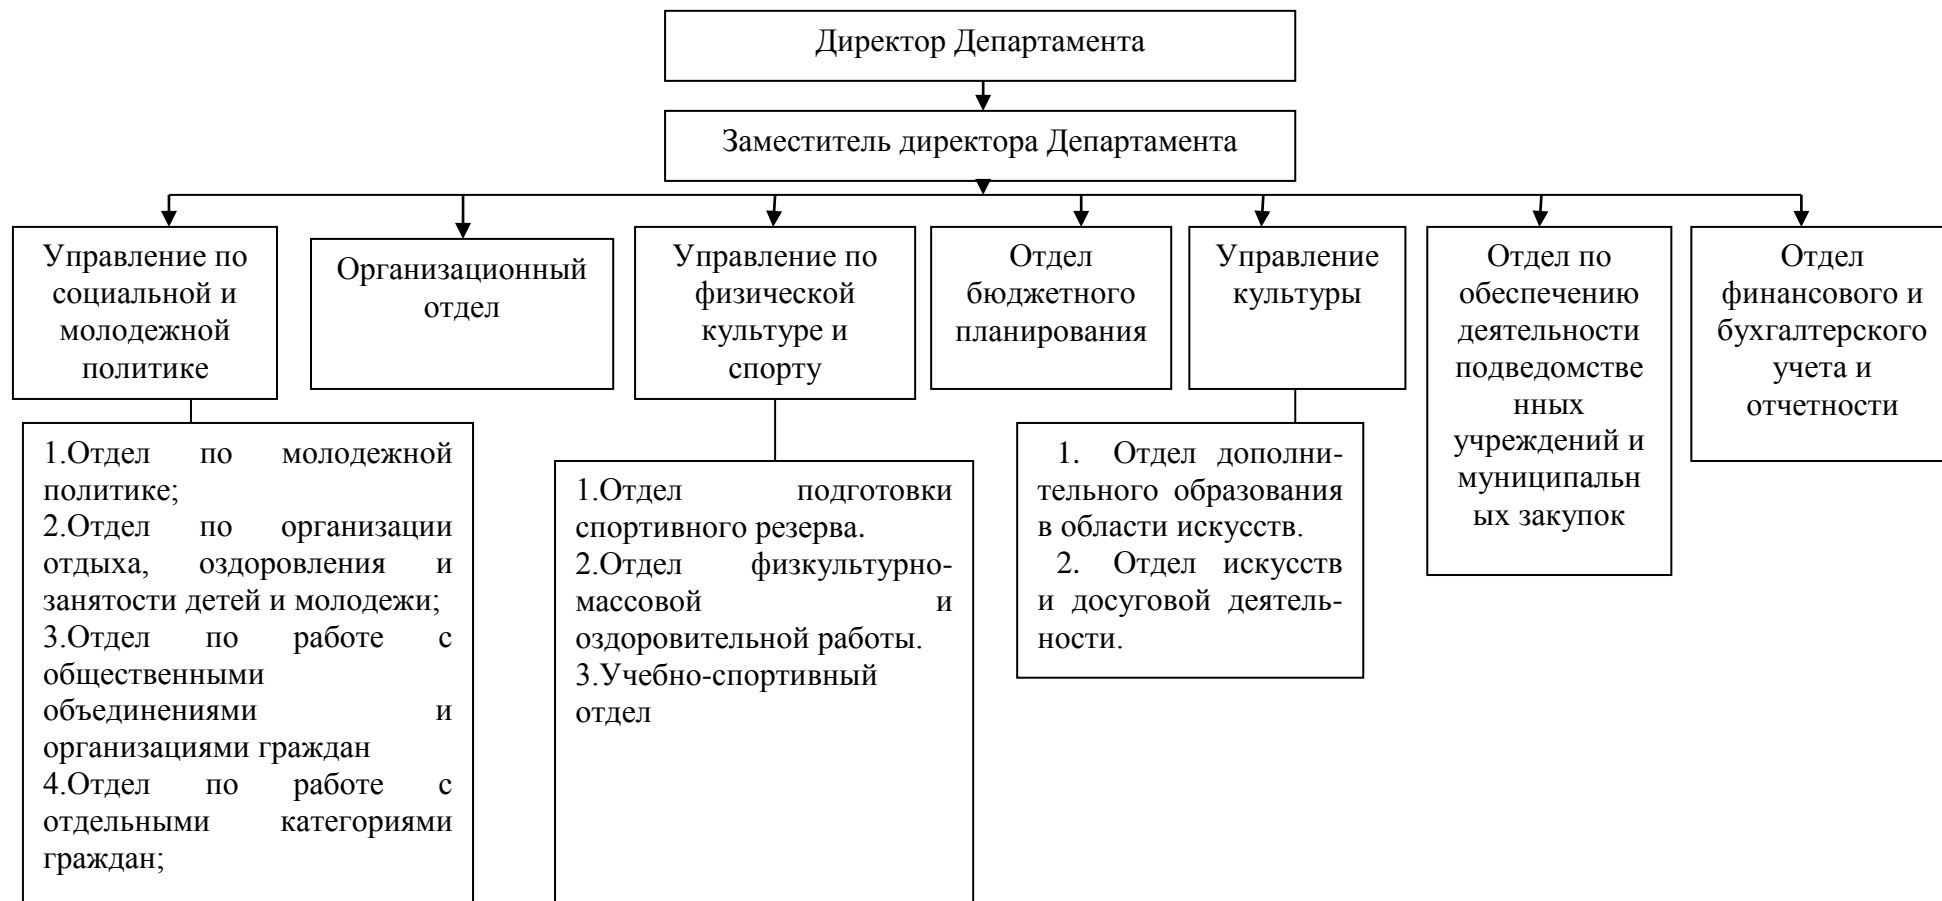 Директор Департамента
Заместитель директора Департамента
Управление по
социальной и
молодежной
политике
Организационный
отдел
Управление по
физической
культуре и
спорту
Отдел
бюджетного
планирования
Управление
культуры
Отдел по
обеспечению
деятельности
подведомстве
нных
учреждений и
муниципальн
ых закупок
Отдел
финансового и
бухгалтерского
учета и
отчетности
1.Отдел по молодежной
политике;
2.Отдел по организации
отдыха, оздоровления и
занятости детей и молодежи;
3.Отдел по работе с
общественными
объединениями и
организациями граждан
4.Отдел по работе с
отдельными категориями
граждан;
1.Отдел подготовки
спортивного резерва.
2.Отдел физкультурно-
массовой и
оздоровительной работы.
3.Учебно-спортивный
отдел
1. Отдел дополни-
тельного образования
в области искусств.
2. Отдел искусств
и досуговой деятель-
ности.